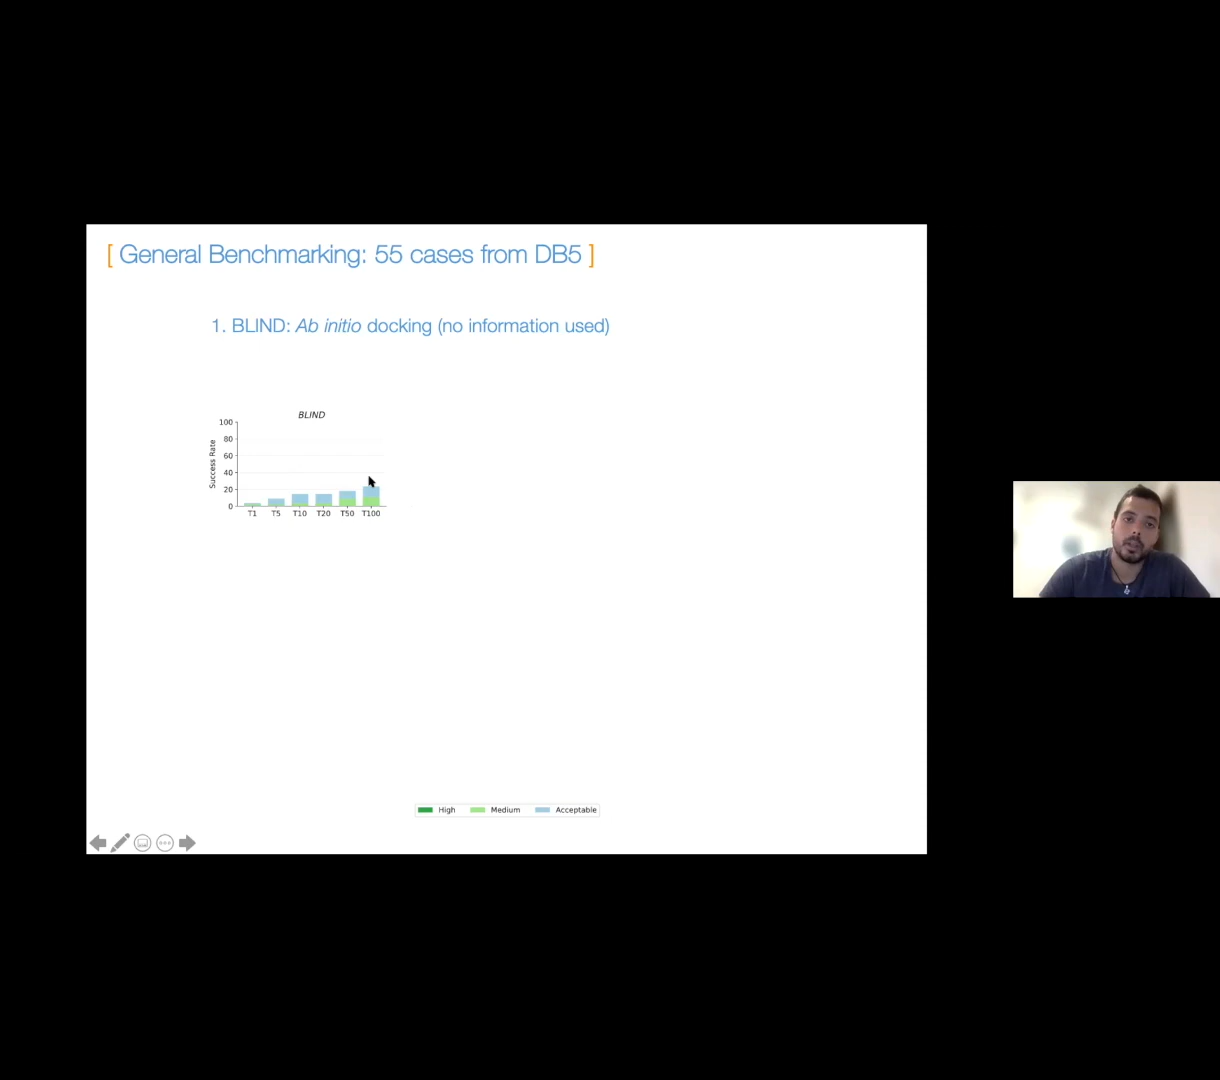 [ General Benchmarking: 55 cases from DB5 ]
1. BLIND: Ab initio docking (no information used)
BLIND
Success Rate
100
80
60
40
20
0
T1 T5 T10 T20 T50 T100
High Medium Acceptable